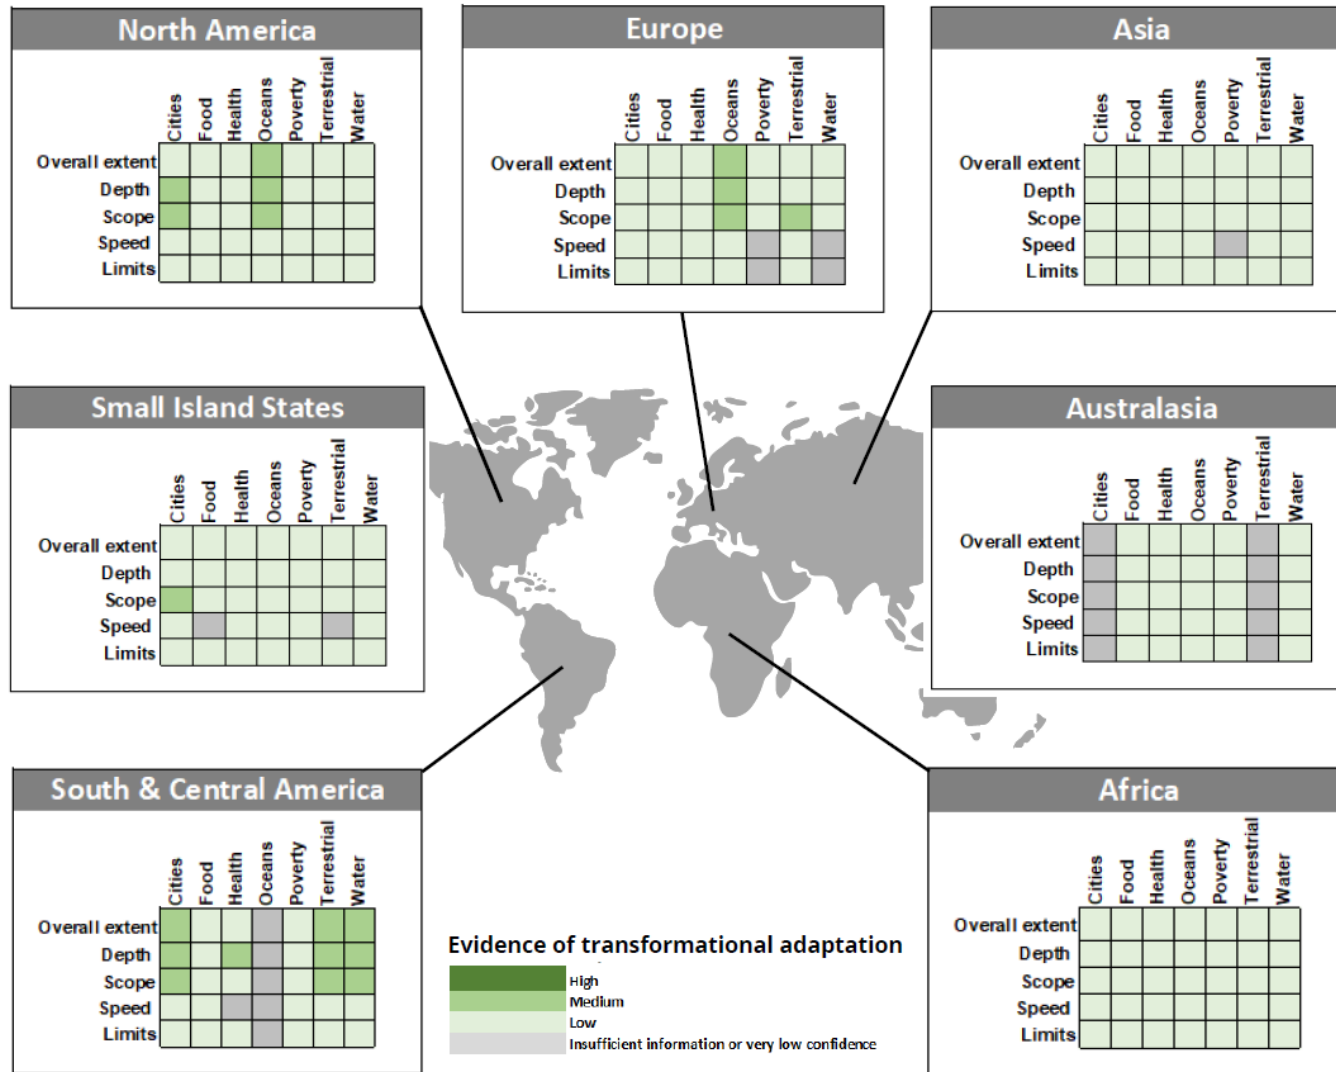 North America
Cities
Food
Health
Oceans
Poverty
Terrestrial
Water
Overall extent
Depth
Scope
Speed
Limits
Europe
Cities
Food
Health
Oceans
Poverty
Terrestrial
Water
Overall extent
Depth
Scope
Speed
Limits
Asia
Cities
Food
Health
Oceans
Poverty
Terrestrial
Water
Overall extent
Depth
Scope
Speed
Limits
Small Island States
Cities
Food
Health
Oceans
Poverty
Terrestrial
Water
Overall extent
Depth
Scope
Speed
Limits
Australasia
Cities
Food
Health
Oceans
Poverty
Terrestrial
Water
Overall extent
Depth
Scope
Speed
Limits
South & Central America
Cities
Food
Health
Oceans
Poverty
Terrestrial
Water
Overall extent
Depth
Scope
Speed
Limits
Evidence of transformational adaptation
High
Medium
Low
Insufficient information or very low confidence
Africa
Cities
Food
Health
Oceans
Poverty
Terrestrial
Water
Overall extent
Depth
Scope
Speed
Limits